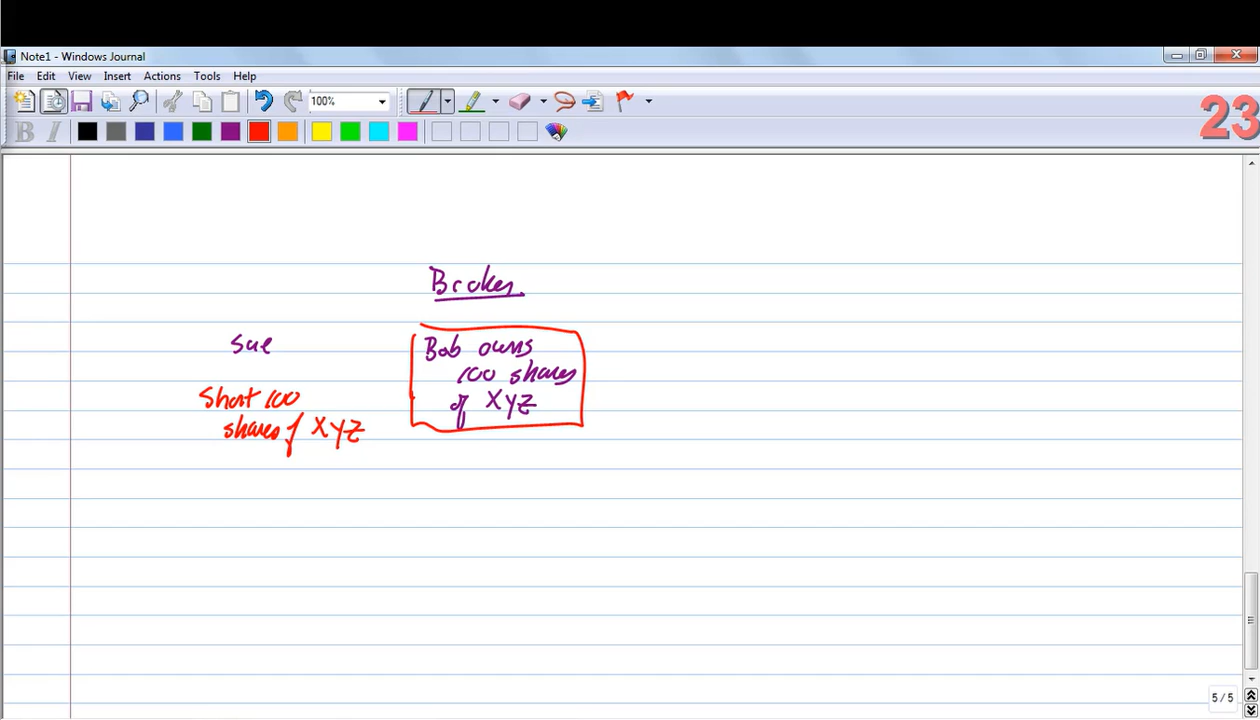 Note1 - Windows Journal
File Edit View Insert Actions Tools Help
100%
B I
23
Broker
Sue
Bob owns
100 shares
of XYZ
Short 100
shares of XYZ
5 / 5